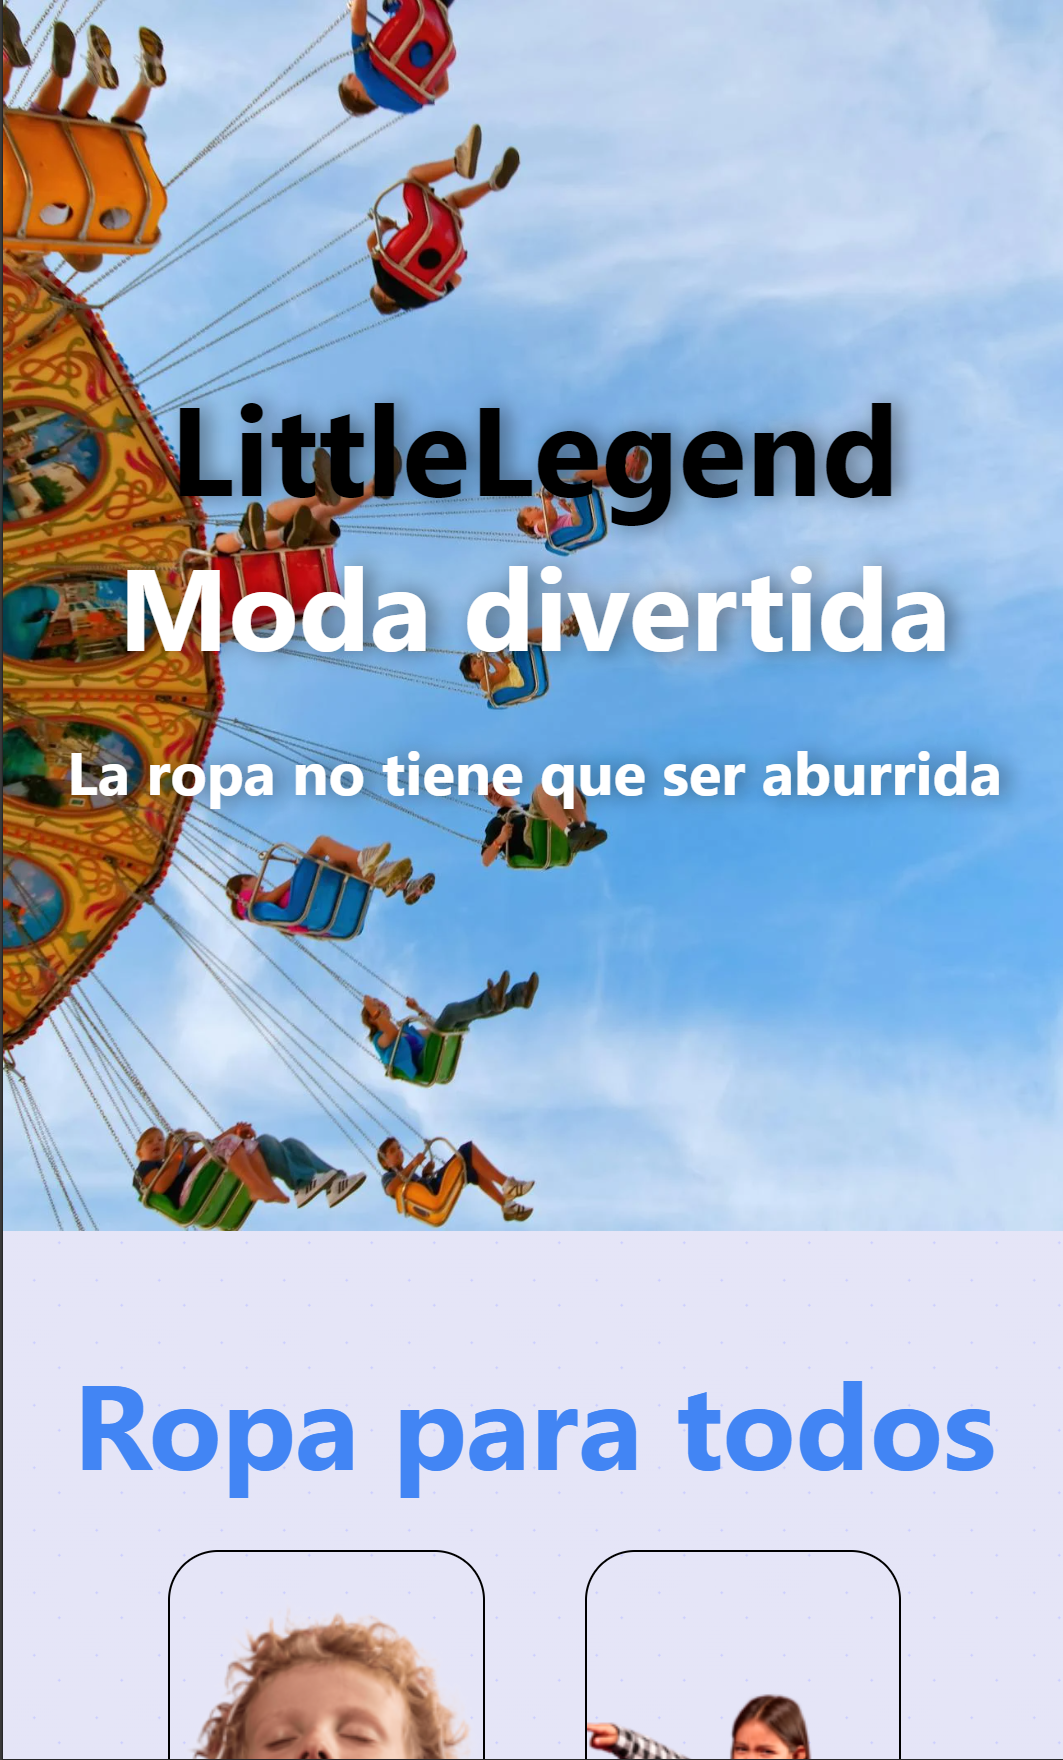 LittleLegend
Moda divertida
La ropa no tiene que ser aburrida
Ropa para todos